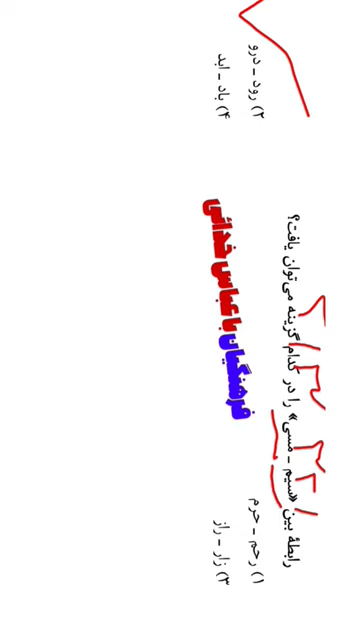 رابطهٔ بین «سیم - مسی» را در کدام گزینه می‌توان یافت؟
۱) رحم - حرم
۲) رود - درو
۳) زار - راز
۴) باد - ابد
فرهنگیان با عباس خدائی